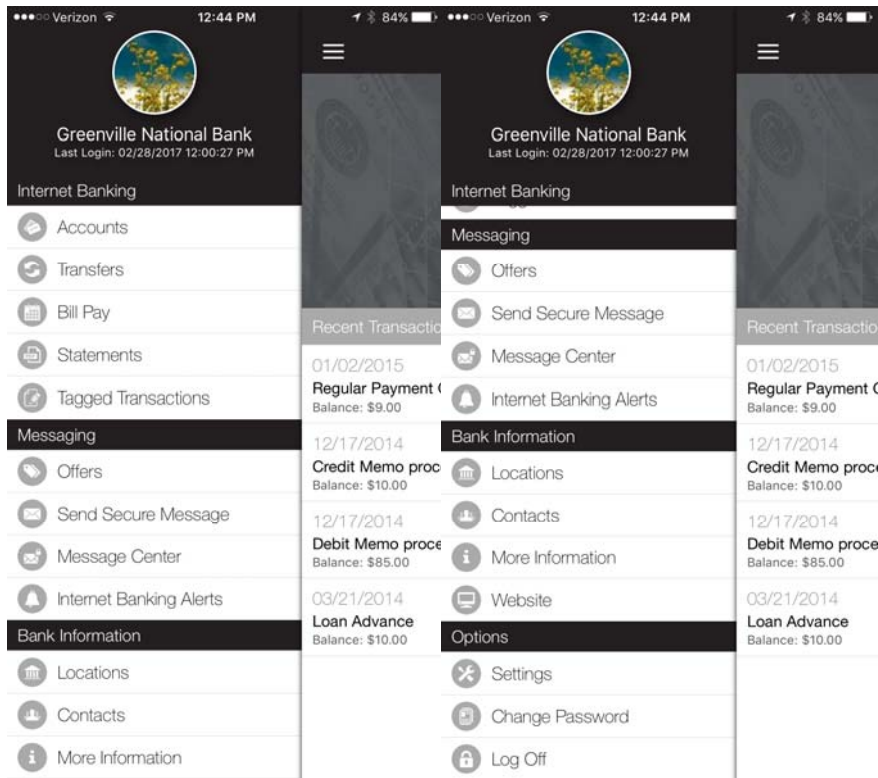 Verizon 12:44 PM 84%
Greenville National Bank
Last Login: 02/28/2017 12:00:27 PM
Internet Banking
Accounts
Transfers
Bill Pay
Statements
Tagged Transactions
Messaging
Offers
Send Secure Message
Message Center
Internet Banking Alerts
Bank Information
Locations
Contacts
More Information
Recent Transactio
01/02/2015
Regular Payment
Balance: $9.00
12/17/2014
Credit Memo proc
Balance: $10.00
12/17/2014
Debit Memo proce
Balance: $85.00
03/21/2014
Loan Advance
Balance: $10.00
Verizon 12:44 PM 84%
Greenville National Bank
Last Login: 02/28/2017 12:00:27 PM
Internet Banking
Messaging
Offers
Send Secure Message
Message Center
Internet Banking Alerts
Bank Information
Locations
Contacts
More Information
Website
Options
Settings
Change Password
Log Off
Recent Transactio
01/02/2015
Regular Payment
Balance: $9.00
12/17/2014
Credit Memo proc
Balance: $10.00
12/17/2014
Debit Memo proce
Balance: $85.00
03/21/2014
Loan Advance
Balance: $10.00